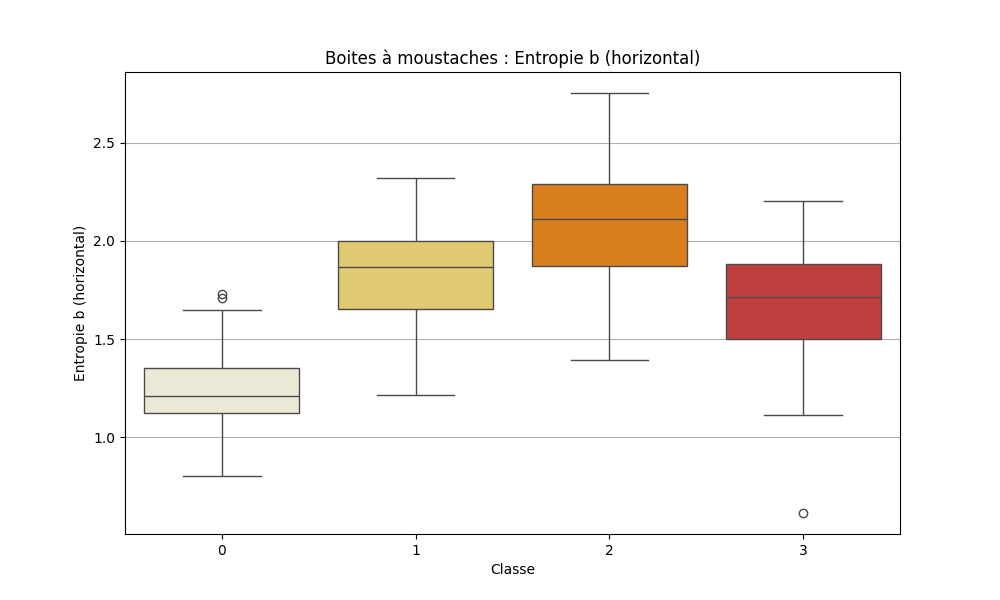 Boites à moustaches : Entropie b (horizontal)
Entropie b (horizontal)
2.5
2.0
1.5
1.0
0 1 2 3
Classe